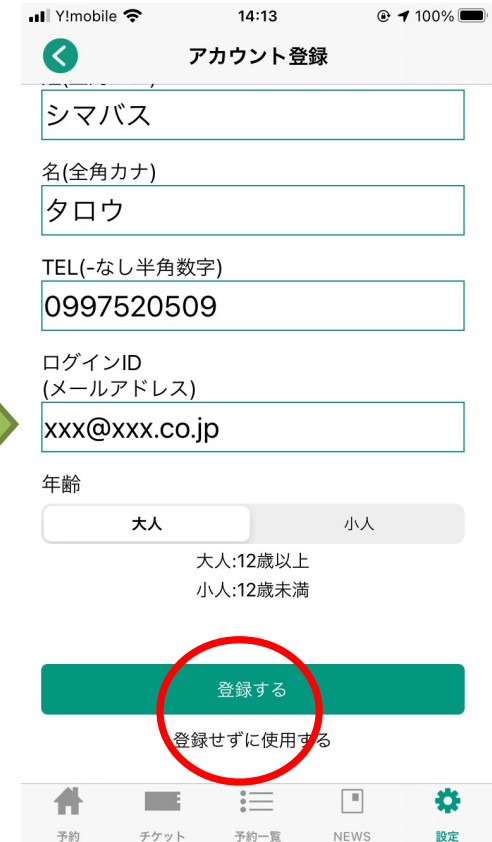 Y!mobile 14:13 100%
アカウント登録
シマバス
名(全角カナ)
タロウ
TEL(-なし半角数字)
0997520509
ログインID
(メールアドレス)
xxx@xxx.co.jp
年齢
大人 小人
大人:12歳以上
小人:12歳未満
登録する
登録せずに使用する
予約 チケット 予約一覧 NEWS 設定